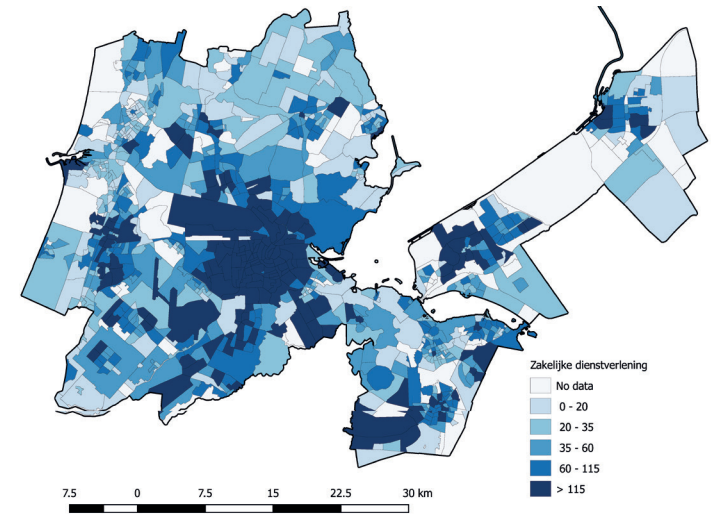 Zakelijke dienstverlening
No data
0 - 20
20 - 35
35 - 60
60 - 115
> 115
7.5 0 7.5 15 22.5 30 km